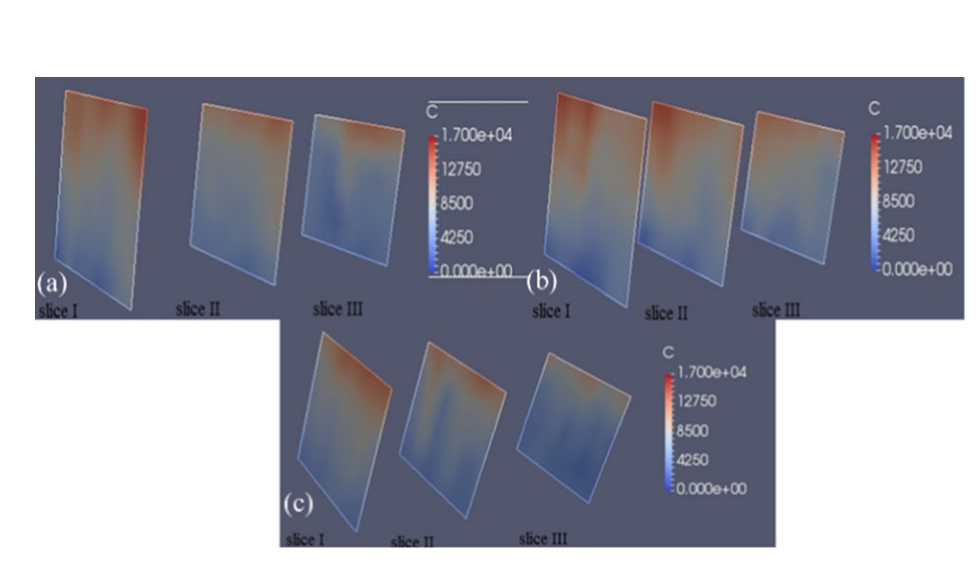 C
1.700e+04
12750
8500
4250
0.000e+00
(a)
slice I
slice II
slice III
C
1.700e+04
12750
8500
4250
0.000e+00
(b)
slice I
slice II
slice III
C
1.700e+04
12750
8500
4250
0.000e+00
(c)
slice I
slice II
slice III